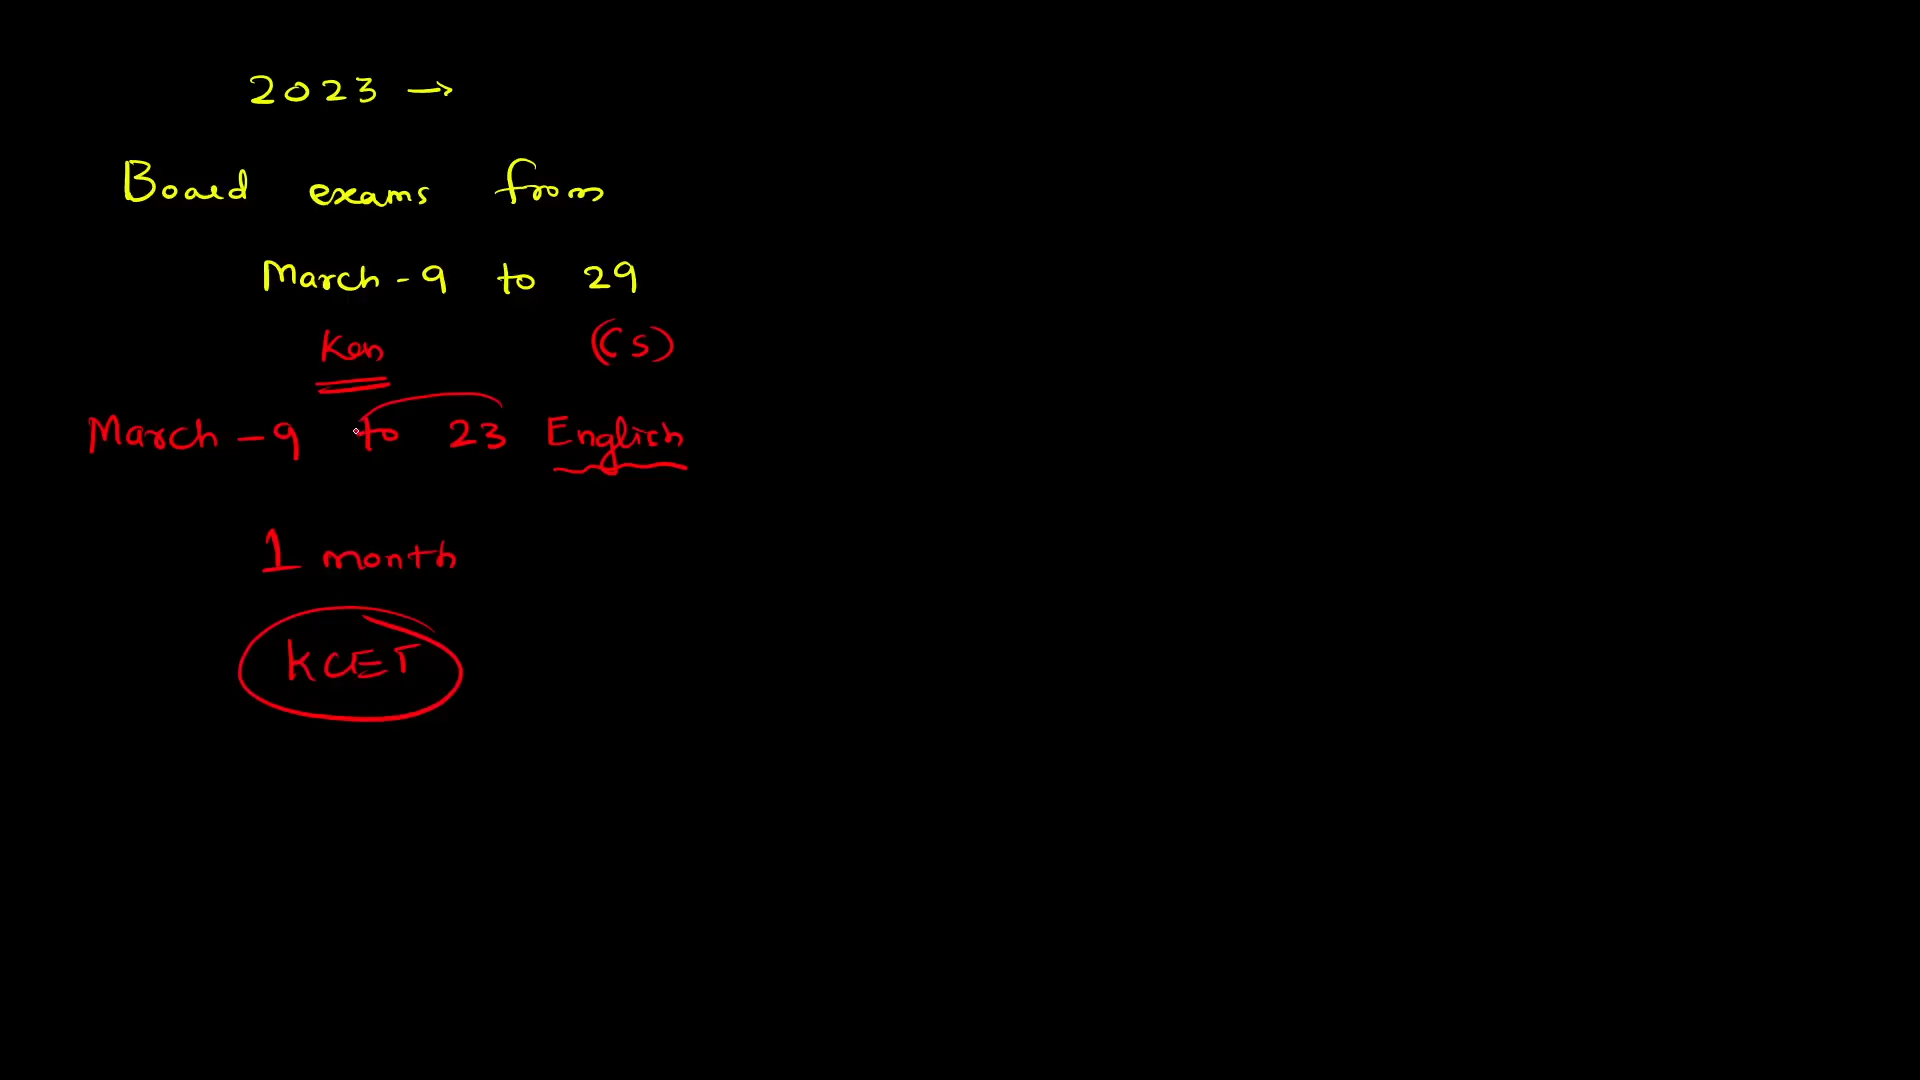 2023 →
Board exams from
March - 9 to 29
Kan (CS)
March - 9 to 23 English
1 month
KCET